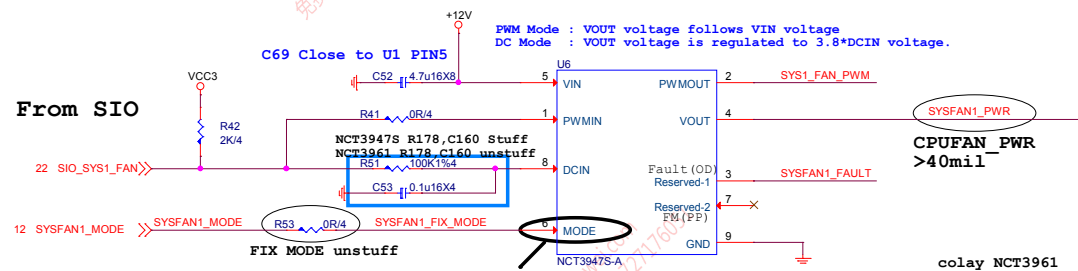 +12V
PWM Mode : VOUT voltage follows VIN voltage
DC Mode : VOUT voltage is regulated to 3.8*DCIN voltage.
C69 Close to U1 PIN5
U6
VCC3
C52 4.7u16X8
5 VIN
PWMOUT 2
SYS1_FAN_PWM
From SIO
R41 0R/4
1 PWMIN
VOUT 4
SYSFAN1_PWR
R42
2K/4
NCT3947S R178,C160 Stuff
NCT3961 R178,C160 unstuff
CPUFAN_PWR
>40mil
22 SIO_SYS1_FAN
R51 100K1%4
8 DCIN
Fault(OD)
Reserved-1 3
SYSFAN1_FAULT
C53 0.1u16X4
Reserved-2 7
FM(PP)
12 SYSFAN1_MODE
SYSFAN1_MODE
R53 0R/4
SYSFAN1_FIX_MODE
6 MODE
GND 9
FIX MODE unstuff
NCT3947S-A
colay NCT3961